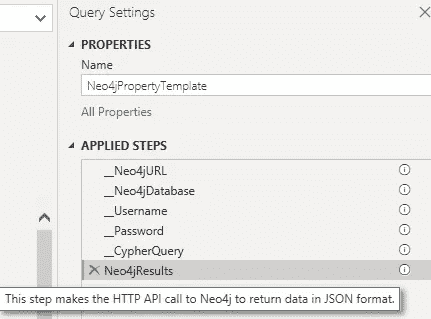 Query Settings
PROPERTIES
Name
Neo4jPropertyTemplate
All Properties
APPLIED STEPS
__Neo4jURL
__Neo4jDatabase
__Username
__Password
__CypherQuery
Neo4jResults
This step makes the HTTP API call to Neo4j to return data in JSON format.